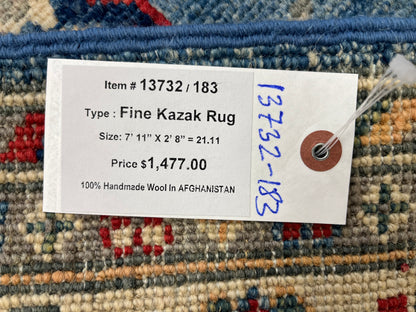 Item # 13732 / 183
Type : Fine Kazak Rug
Size: 7' 11" X 2' 8" = 21.11
Price $1,477.00
100% Handmade Wool In AFGHANISTAN
13732-183